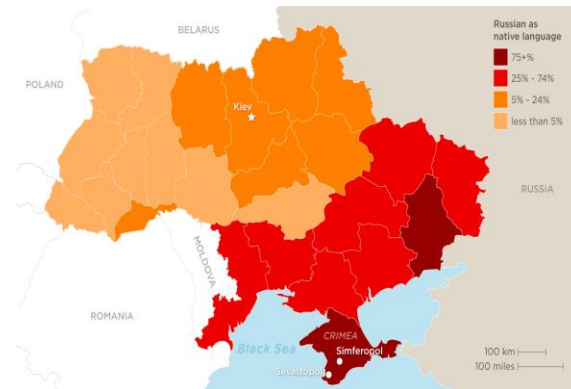 BELARUS
Russian as
native language
75+%
25% - 74%
5% - 24%
less than 5%
POLAND
Kiev
RUSSIA
MOLDOVA
ROMANIA
CRIMEA
Black Sea
Simferopol
Sevastopol
100 km
100 miles